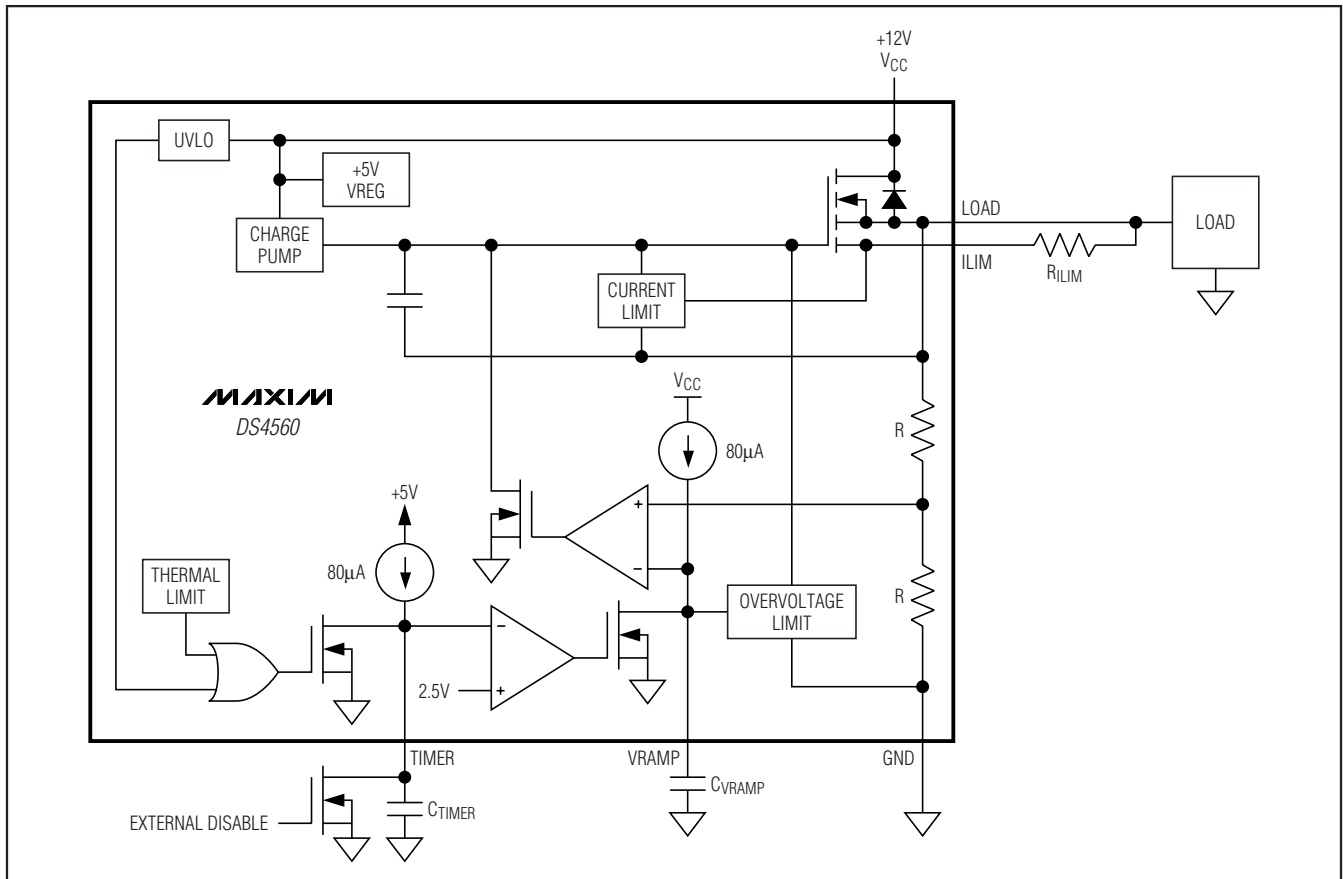 +12V
VCC
UVLO
+5V
VREG
CHARGE
PUMP
LOAD
LOAD
ILIM
RILIM
CURRENT
LIMIT
MAXIM
DS4560
VCC
R
80µA
+5V
+
80µA
THERMAL
LIMIT
−
R
OVERVOLTAGE
LIMIT
−
2.5V
+
TIMER
VRAMP
GND
CVRAMP
CTIMER
EXTERNAL DISABLE